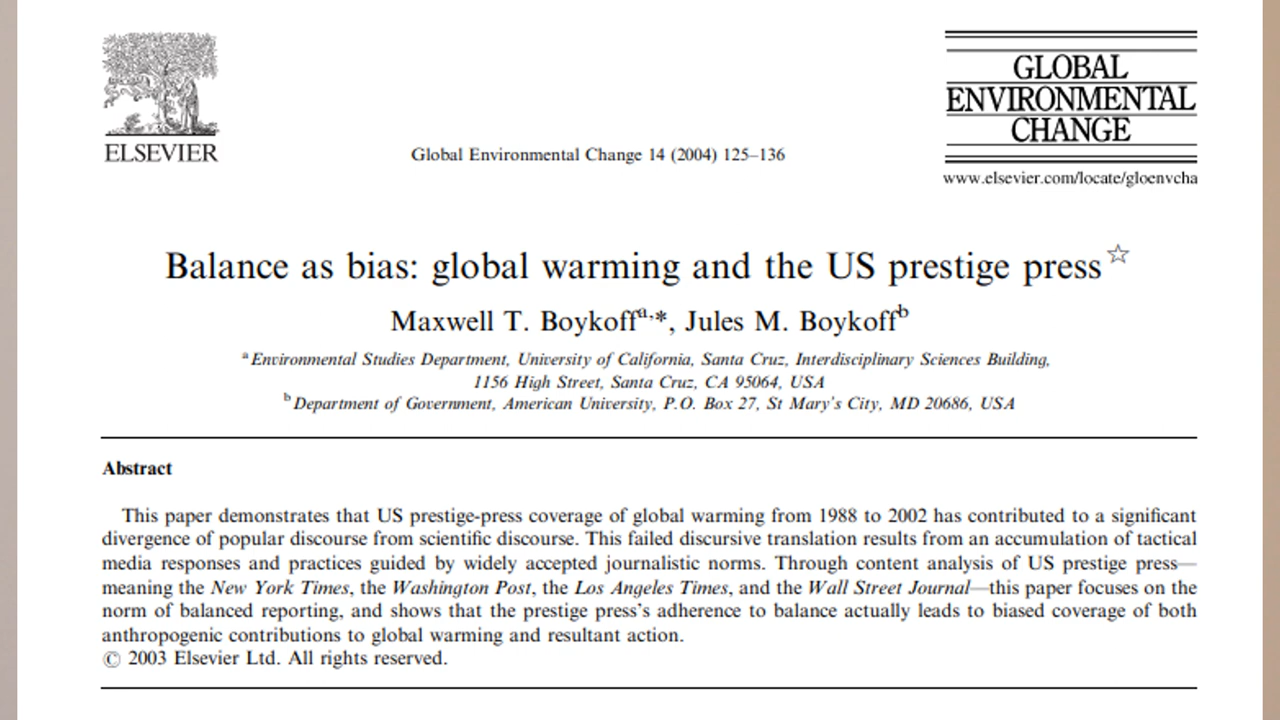 ELSEVIER
Global Environmental Change 14 (2004) 125–136
GLOBAL
ENVIRONMENTAL
CHANGE
www.elsevier.com/locate/gloenvcha
Balance as bias: global warming and the US prestige press☆
Maxwell T. Boykoffa,*, Jules M. Boykoffb
a Environmental Studies Department, University of California, Santa Cruz, Interdisciplinary Sciences Building,
1156 High Street, Santa Cruz, CA 95064, USA
b Department of Government, American University, P.O. Box 27, St Mary's City, MD 20686, USA
Abstract
This paper demonstrates that US prestige-press coverage of global warming from 1988 to 2002 has contributed to a significant
divergence of popular discourse from scientific discourse. This failed discursive translation results from an accumulation of tactical
media responses and practices guided by widely accepted journalistic norms. Through content analysis of US prestige press—
meaning the New York Times, the Washington Post, the Los Angeles Times, and the Wall Street Journal—this paper focuses on the
norm of balanced reporting, and shows that the prestige press's adherence to balance actually leads to biased coverage of both
anthropogenic contributions to global warming and resultant action.
© 2003 Elsevier Ltd. All rights reserved.